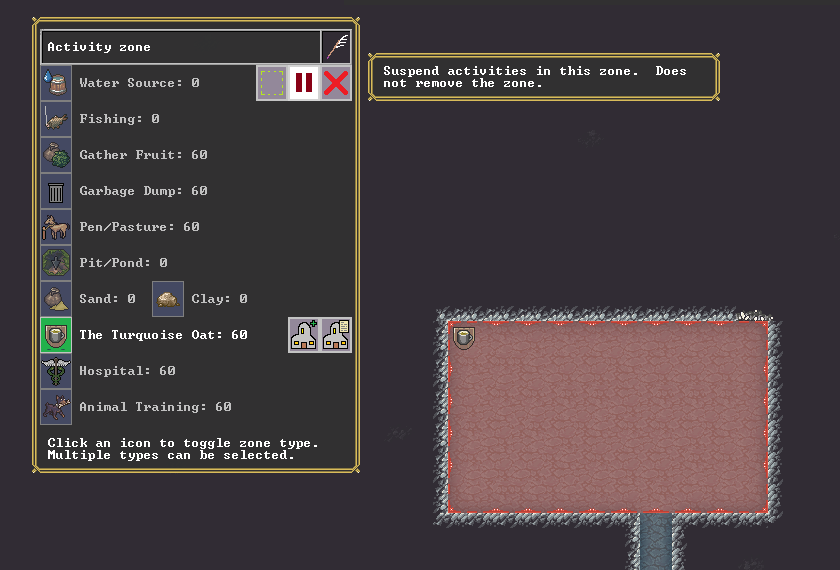 Activity zone
Water Source: 0
Fishing: 0
Gather Fruit: 60
Garbage Dump: 60
Pen/Pasture: 60
Pit/Pond: 0
Sand: 0 Clay: 0
The Turquoise Oat: 60
Hospital: 60
Animal Training: 60
Click an icon to toggle zone type.
Multiple types can be selected.
Suspend activities in this zone.  Does
not remove the zone.